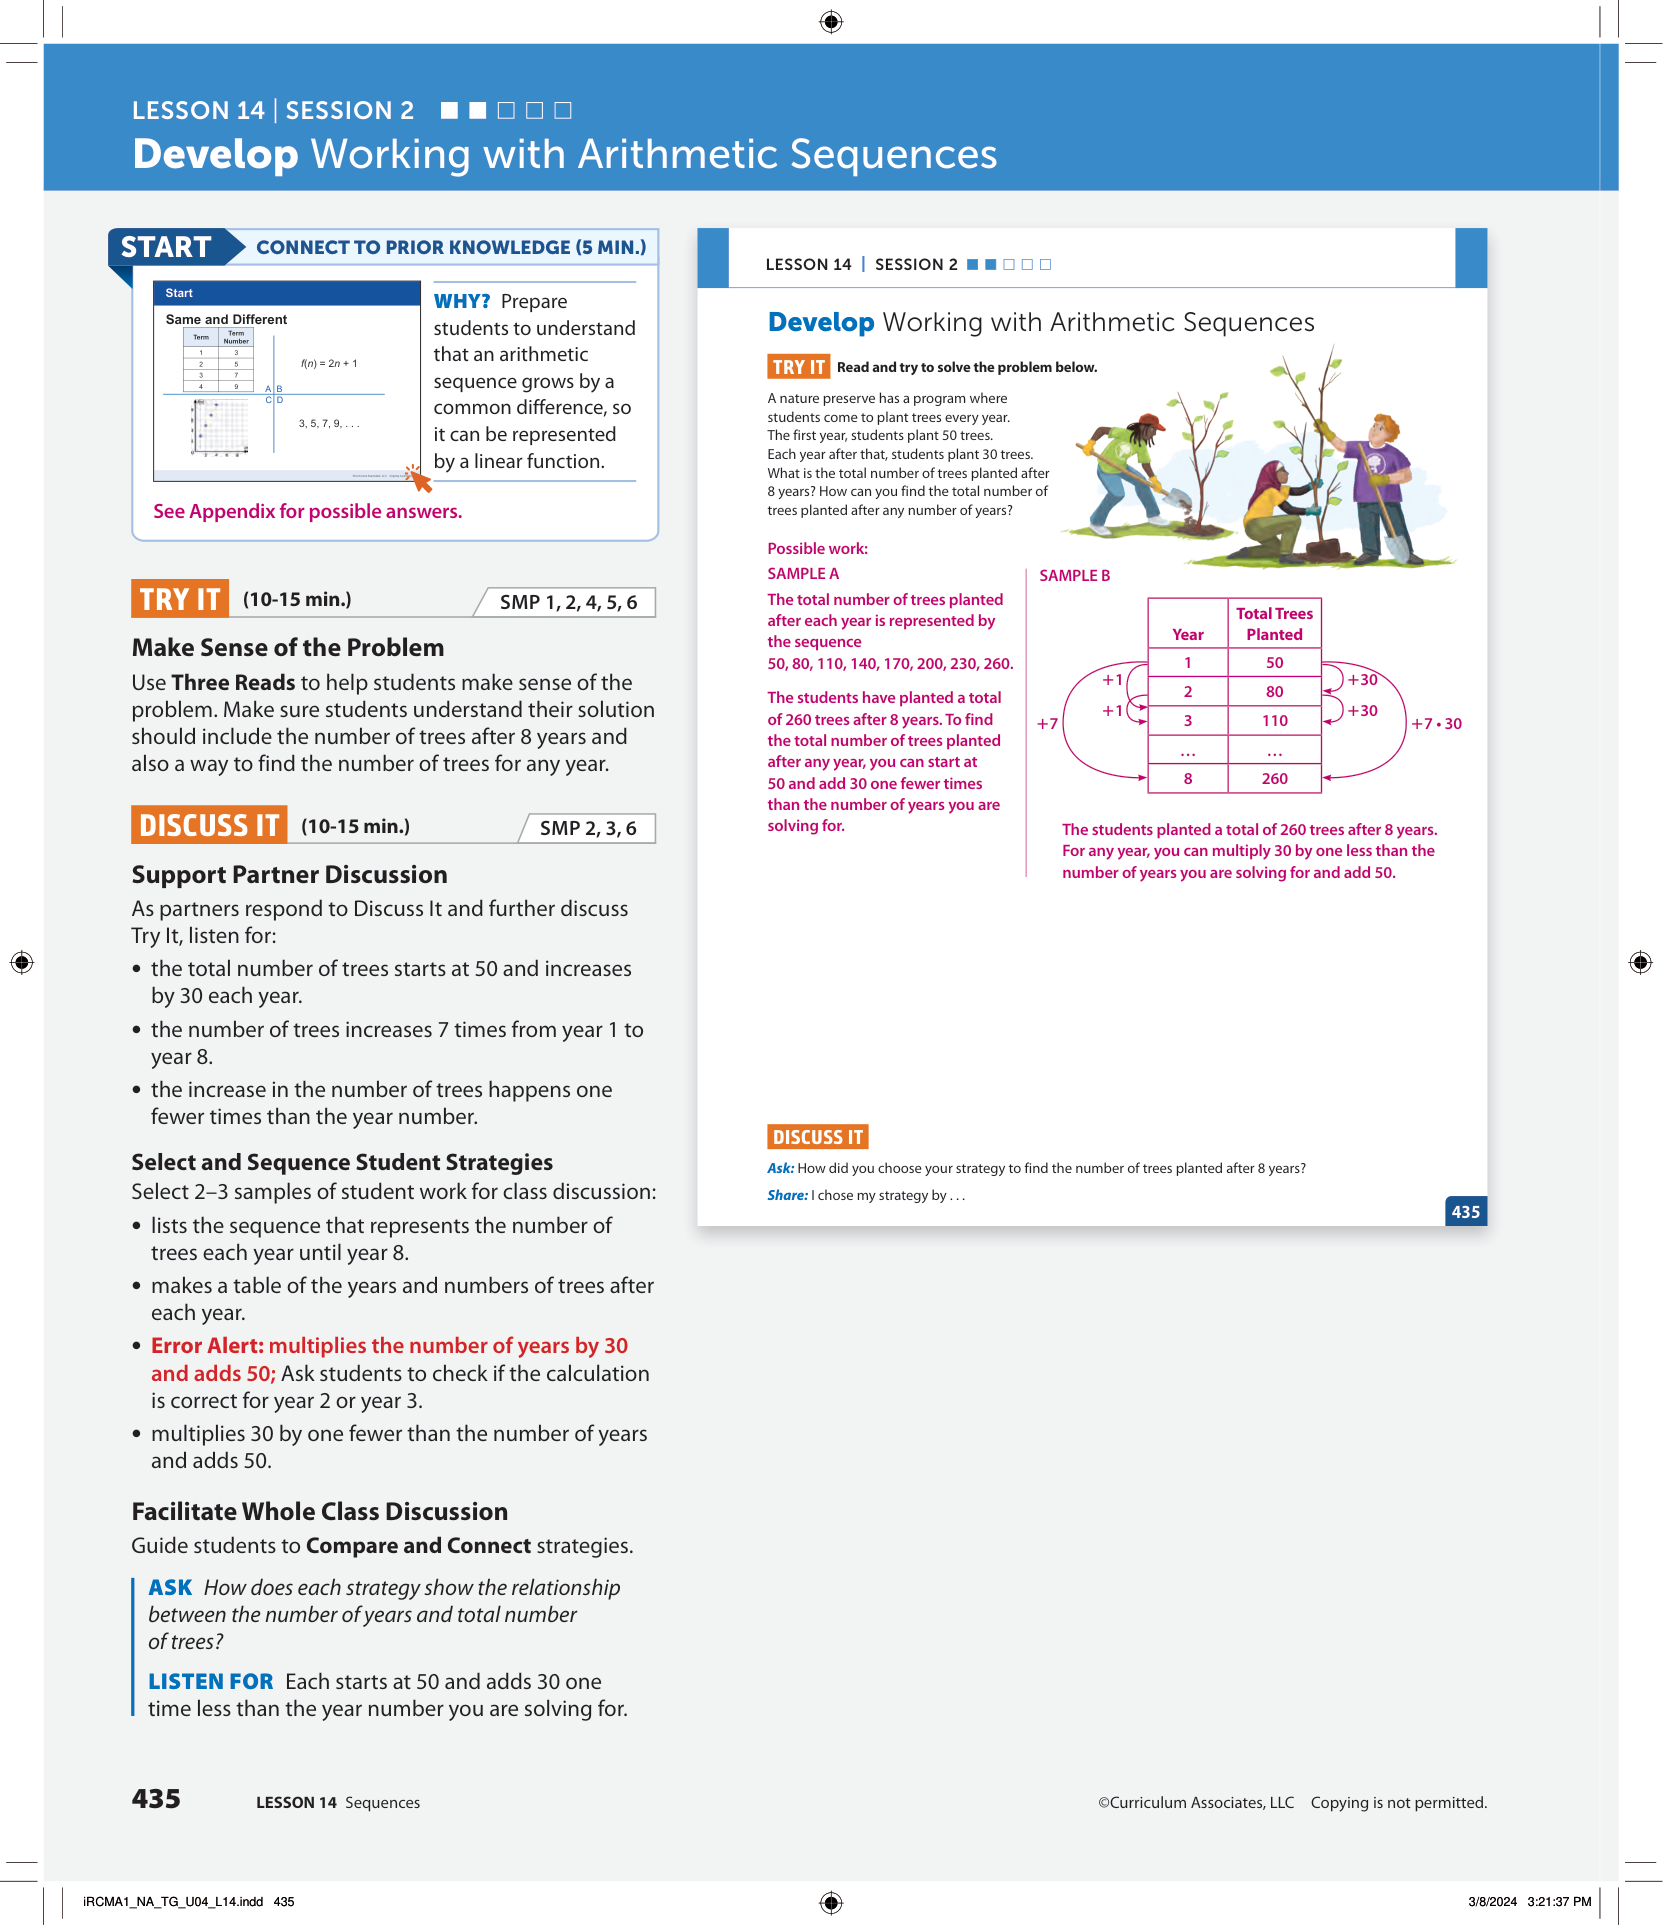 LESSON 14 | SESSION 2
Develop Working with Arithmetic Sequences
START
CONNECT TO PRIOR KNOWLEDGE (5 MIN.)
Start
Same and Different
Term Term Number
1 3
2 5
3 7
4 9
f(n) = 2n + 1
A B
C D
3, 5, 7, 9, . . .
WHY? Prepare
students to understand
that an arithmetic
sequence grows by a
common difference, so
it can be represented
by a linear function.
See Appendix for possible answers.
TRY IT (10-15 min.)
SMP 1, 2, 4, 5, 6
Make Sense of the Problem
Use Three Reads to help students make sense of the
problem. Make sure students understand their solution
should include the number of trees after 8 years and
also a way to find the number of trees for any year.
DISCUSS IT (10-15 min.)
SMP 2, 3, 6
Support Partner Discussion
As partners respond to Discuss It and further discuss
Try It, listen for:
• the total number of trees starts at 50 and increases
by 30 each year.
• the number of trees increases 7 times from year 1 to
year 8.
• the increase in the number of trees happens one
fewer times than the year number.
Select and Sequence Student Strategies
Select 2–3 samples of student work for class discussion:
• lists the sequence that represents the number of
trees each year until year 8.
• makes a table of the years and numbers of trees after
each year.
• Error Alert: multiplies the number of years by 30
and adds 50; Ask students to check if the calculation
is correct for year 2 or year 3.
• multiplies 30 by one fewer than the number of years
and adds 50.
Facilitate Whole Class Discussion
Guide students to Compare and Connect strategies.
ASK How does each strategy show the relationship
between the number of years and total number
of trees?
LISTEN FOR Each starts at 50 and adds 30 one
time less than the year number you are solving for.
LESSON 14 | SESSION 2
Develop Working with Arithmetic Sequences
TRY IT Read and try to solve the problem below.
A nature preserve has a program where
students come to plant trees every year.
The first year, students plant 50 trees.
Each year after that, students plant 30 trees.
What is the total number of trees planted after
8 years? How can you find the total number of
trees planted after any number of years?
Possible work:
SAMPLE A
The total number of trees planted
after each year is represented by
the sequence
50, 80, 110, 140, 170, 200, 230, 260.
The students have planted a total
of 260 trees after 8 years. To find
the total number of trees planted
after any year, you can start at
50 and add 30 one fewer times
than the number of years you are
solving for.
SAMPLE B
Year Total Trees Planted
1 50
2 80
3 110
... ...
8 260
+1
+1
+7
+30
+30
+7 • 30
The students planted a total of 260 trees after 8 years.
For any year, you can multiply 30 by one less than the
number of years you are solving for and add 50.
DISCUSS IT
Ask: How did you choose your strategy to find the number of trees planted after 8 years?
Share: I chose my strategy by . . .
435
435 LESSON 14 Sequences
©Curriculum Associates, LLC Copying is not permitted.
iRCMA1_NA_TG_U04_L14.indd 435
3/8/2024 3:21:37 PM